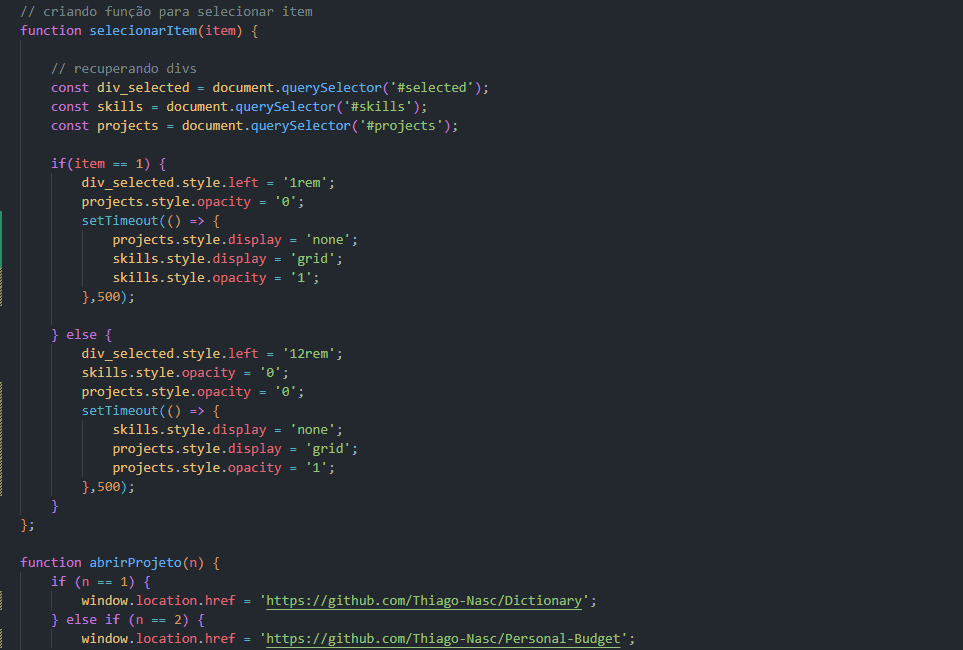 // criando função para selecionar item
function selecionarItem(item) {
// recuperando divs
const div_selected = document.querySelector('#selected');
const skills = document.querySelector('#skills');
const projects = document.querySelector('#projects');
if(item == 1) {
div_selected.style.left = '1rem';
projects.style.opacity = '0';
setTimeout(() => {
projects.style.display = 'none';
skills.style.display = 'grid';
skills.style.opacity = '1';
},500);
} else {
div_selected.style.left = '12rem';
skills.style.opacity = '0';
projects.style.opacity = '0';
setTimeout(() => {
skills.style.display = 'none';
projects.style.display = 'grid';
projects.style.opacity = '1';
},500);
}
};
function abrirProjeto(n) {
if (n == 1) {
window.location.href = 'https://github.com/Thiago-Nasc/Dictionary';
} else if (n == 2) {
window.location.href = 'https://github.com/Thiago-Nasc/Personal-Budget';